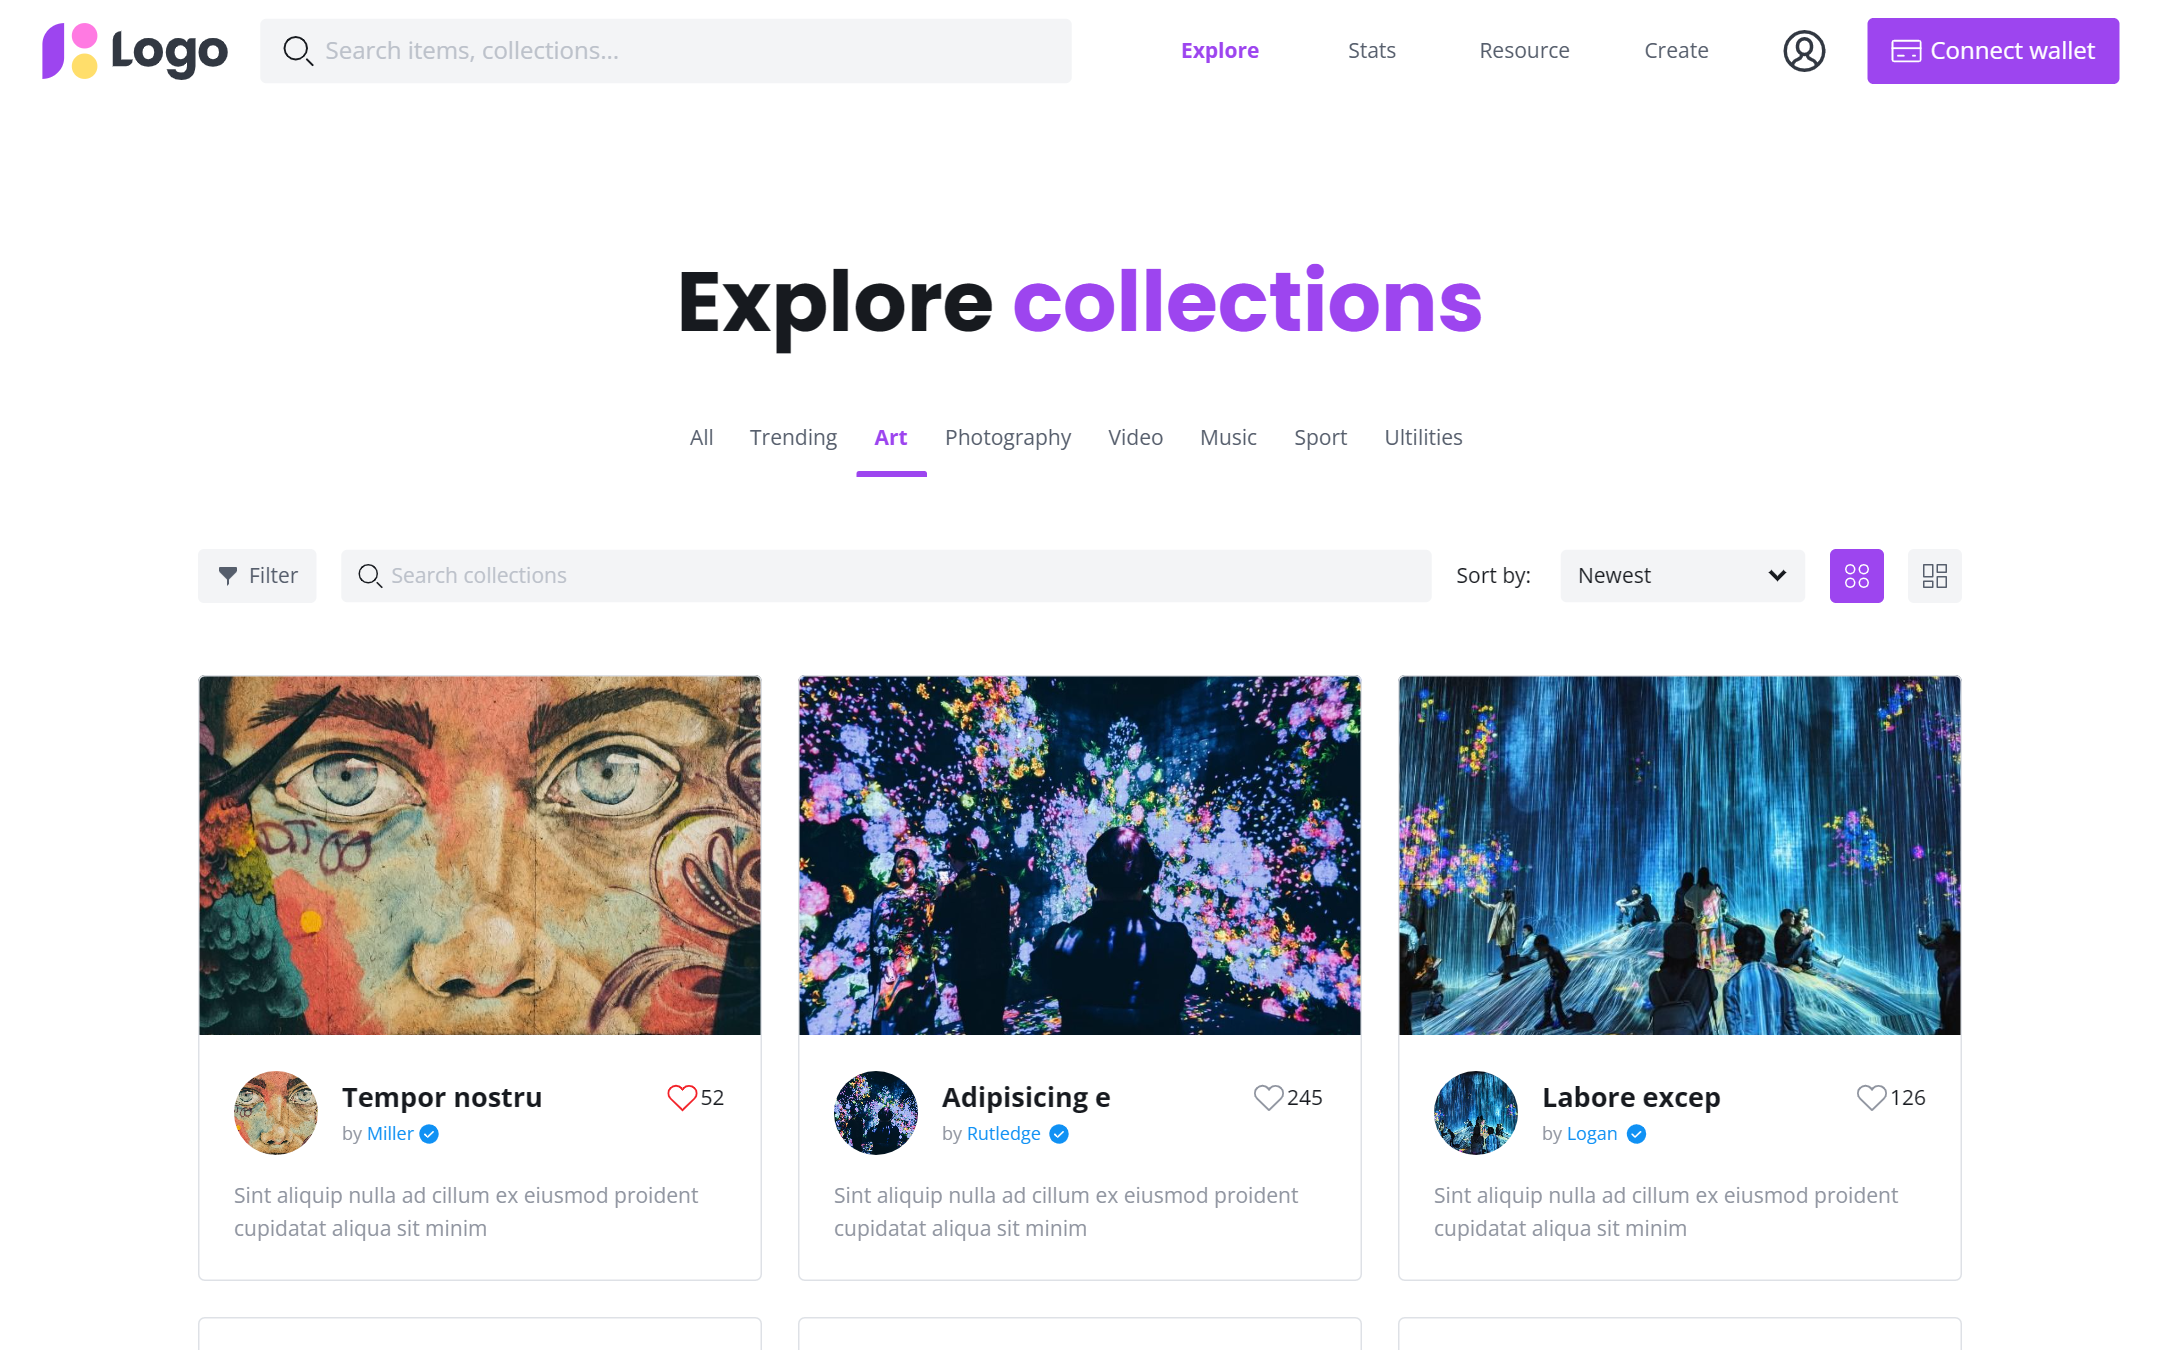 Logo
Search items, collections...
Explore
Stats
Resource
Create
Connect wallet
Explore collections
All
Trending
Art
Photography
Video
Music
Sport
Ultilities
Filter
Search collections
Sort by:
Newest
Tempor nostru
52
by Miller
Sint aliquip nulla ad cillum ex eiusmod proident
cupidatat aliqua sit minim
Adipisicing e
245
by Rutledge
Sint aliquip nulla ad cillum ex eiusmod proident
cupidatat aliqua sit minim
Labore excep
126
by Logan
Sint aliquip nulla ad cillum ex eiusmod proident
cupidatat aliqua sit minim